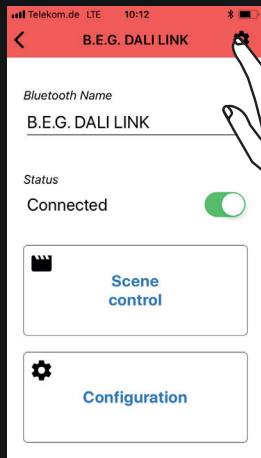 Telekom.de LTE 10:12
B.E.G. DALI LINK
Bluetooth Name
B.E.G. DALI LINK
Status
Connected
Scene
control
Configuration